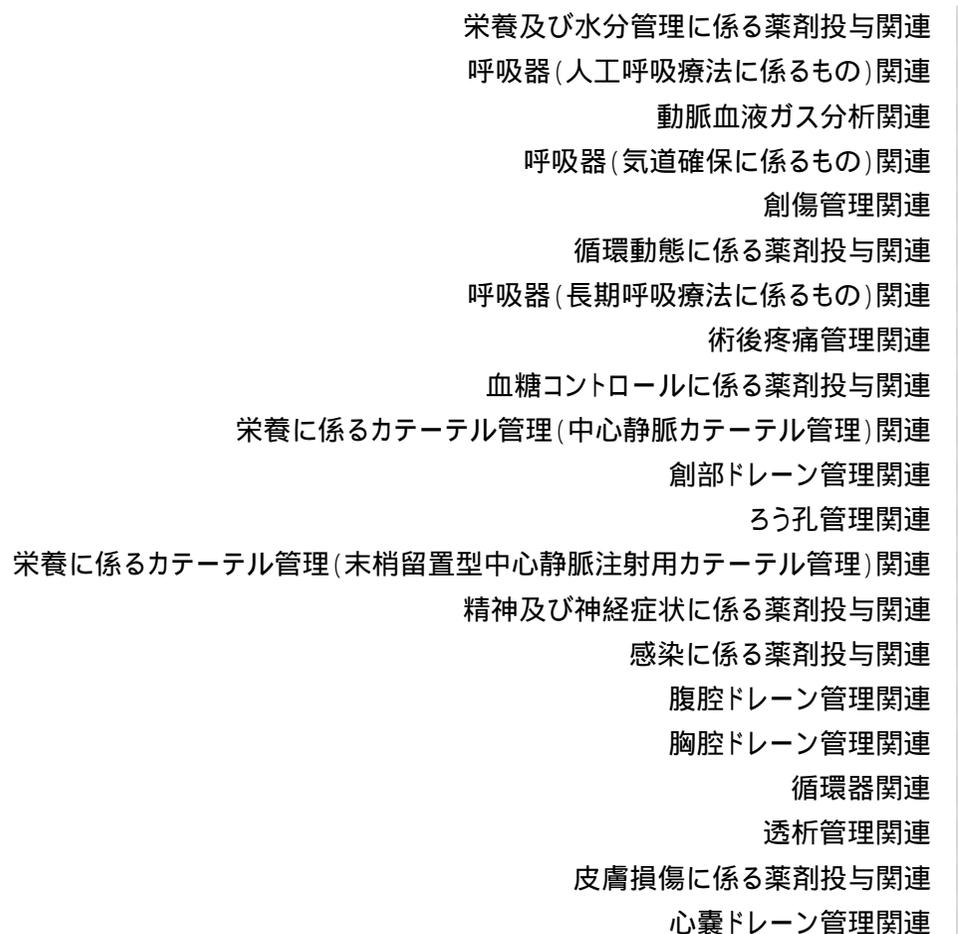 栄養及び水分管理に係る薬剤投与関連
呼吸器(人工呼吸療法に係るもの)関連
動脈血液ガス分析関連
呼吸器(気道確保に係るもの)関連
創傷管理関連
循環動態に係る薬剤投与関連
呼吸器(長期呼吸療法に係るもの)関連
術後疼痛管理関連
血糖コントロールに係る薬剤投与関連
栄養に係るカテーテル管理(中心静脈カテーテル管理)関連
創部ドレーン管理関連
ろう孔管理関連
栄養に係るカテーテル管理(末梢留置型中心静脈注射用カテーテル管理)関連
精神及び神経症状に係る薬剤投与関連
感染に係る薬剤投与関連
腹腔ドレーン管理関連
胸腔ドレーン管理関連
循環器関連
透析管理関連
皮膚損傷に係る薬剤投与関連
心嚢ドレーン管理関連